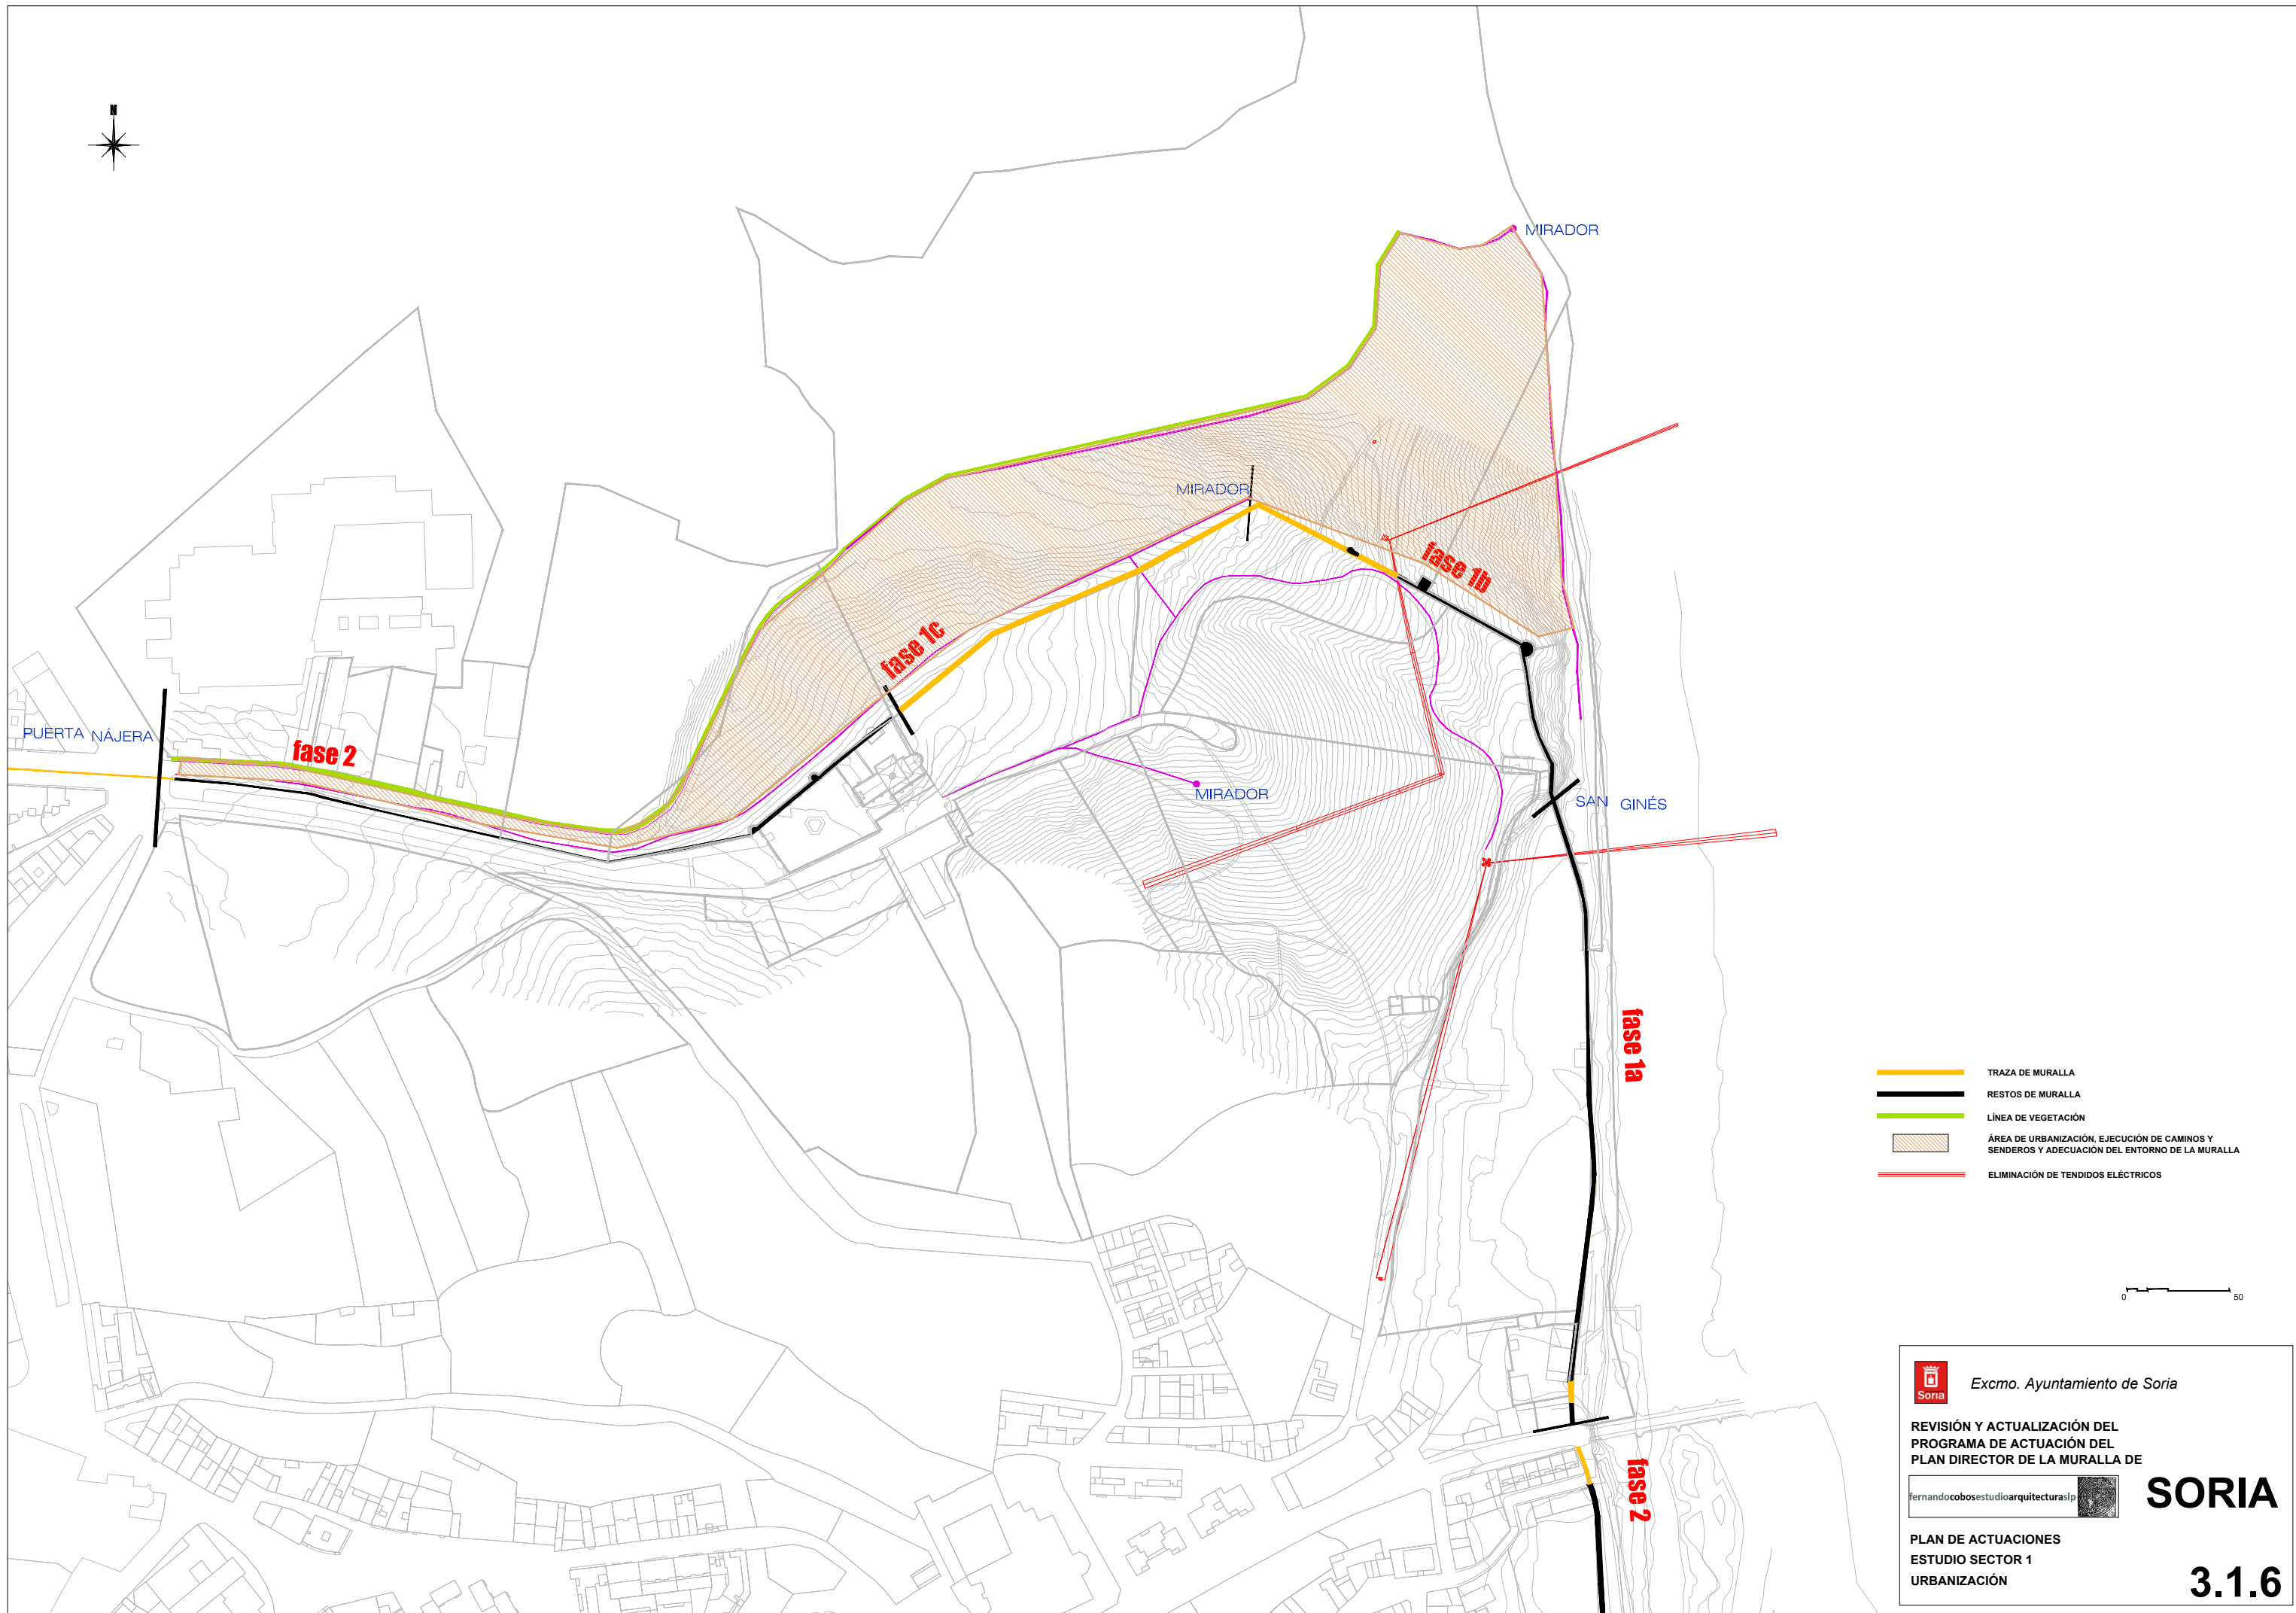 N
MIRADOR
MIRADOR
fase 1b
fase 1c
PUERTA NÁJERA
fase 2
MIRADOR
SAN GINÉS
fase 1a
TRAZA DE MURALLA
RESTOS DE MURALLA
LÍNEA DE VEGETACIÓN
ÁREA DE URBANIZACIÓN, EJECUCIÓN DE CAMINOS Y
SENDEROS Y ADECUACIÓN DEL ENTORNO DE LA MURALLA
ELIMINACIÓN DE TENDIDOS ELÉCTRICOS
0 50
fase 2
Soria
Excmo. Ayuntamiento de Soria
REVISIÓN Y ACTUALIZACIÓN DEL
PROGRAMA DE ACTUACIÓN DEL
PLAN DIRECTOR DE LA MURALLA DE
fernandocobosestudioarquitecturaslp
SORIA
PLAN DE ACTUACIONES
ESTUDIO SECTOR 1
URBANIZACIÓN
3.1.6